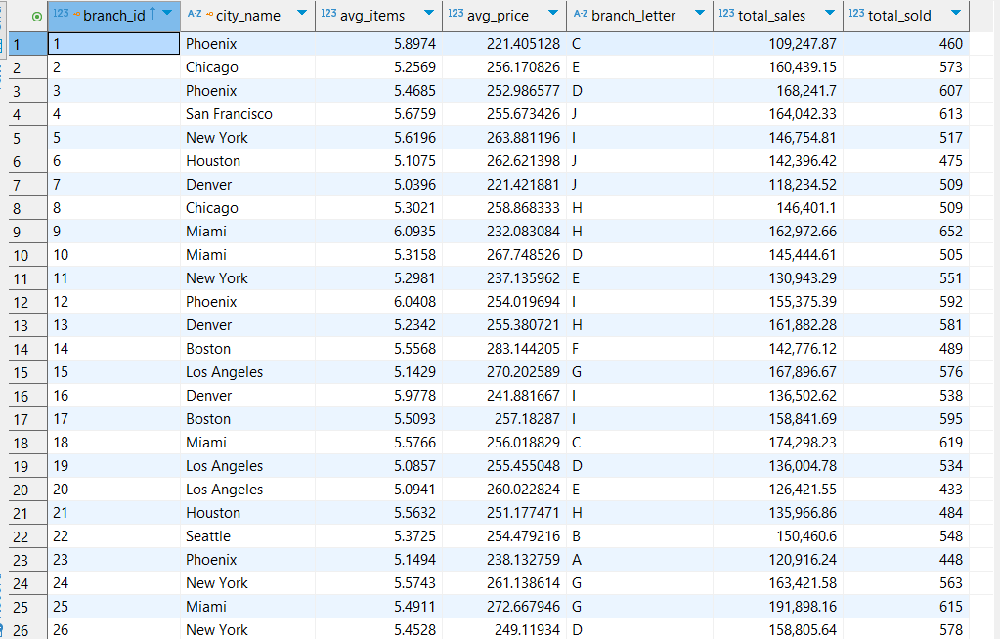 123 branch_id A-Z city_name 123 avg_items 123 avg_price A-Z branch_letter 123 total_sales 123 total_sold
1 1 Phoenix 5.8974 221.405128 C 109,247.87 460
2 2 Chicago 5.2569 256.170826 E 160,439.15 573
3 3 Phoenix 5.4685 252.986577 D 168,241.7 607
4 4 San Francisco 5.6759 255.673426 J 164,042.33 613
5 5 New York 5.6196 263.881196 I 146,754.81 517
6 6 Houston 5.1075 262.621398 J 142,396.42 475
7 7 Denver 5.0396 221.421881 J 118,234.52 509
8 8 Chicago 5.3021 258.868333 H 146,401.1 509
9 9 Miami 6.0935 232.083084 H 162,972.66 652
10 10 Miami 5.3158 267.748526 D 145,444.61 505
11 11 New York 5.2981 237.135962 E 130,943.29 551
12 12 Phoenix 6.0408 254.019694 I 155,375.39 592
13 13 Denver 5.2342 255.380721 H 161,882.28 581
14 14 Boston 5.5568 283.144205 F 142,776.12 489
15 15 Los Angeles 5.1429 270.202589 G 167,896.67 576
16 16 Denver 5.9778 241.881667 I 136,502.62 538
17 17 Boston 5.5093 257.18287 I 158,841.69 595
18 18 Miami 5.5766 256.018829 C 174,298.23 619
19 19 Los Angeles 5.0857 255.455048 D 136,004.78 534
20 20 Los Angeles 5.0941 260.022824 E 126,421.55 433
21 21 Houston 5.5632 251.177471 H 135,966.86 484
22 22 Seattle 5.3725 254.479216 B 150,460.6 548
23 23 Phoenix 5.1494 238.132759 A 120,916.24 448
24 24 New York 5.5743 261.138614 G 163,421.58 563
25 25 Miami 5.4911 272.667946 G 191,898.16 615
26 26 New York 5.4528 249.11934 D 158,805.64 578